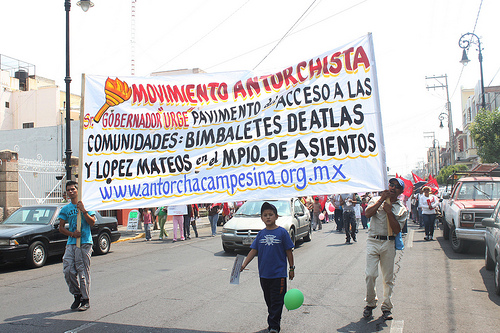 MOVIMIENTO ANTORCHISTA
Sr. GOBERNADOR URGE PAVIMENTO de ACCESO A LAS
COMUNIDADES: BIMBALETES DE ATLAS
Y LOPEZ MATEOS en el MPIO. DE ASIENTOS
www.antorchacampesina.org.mx